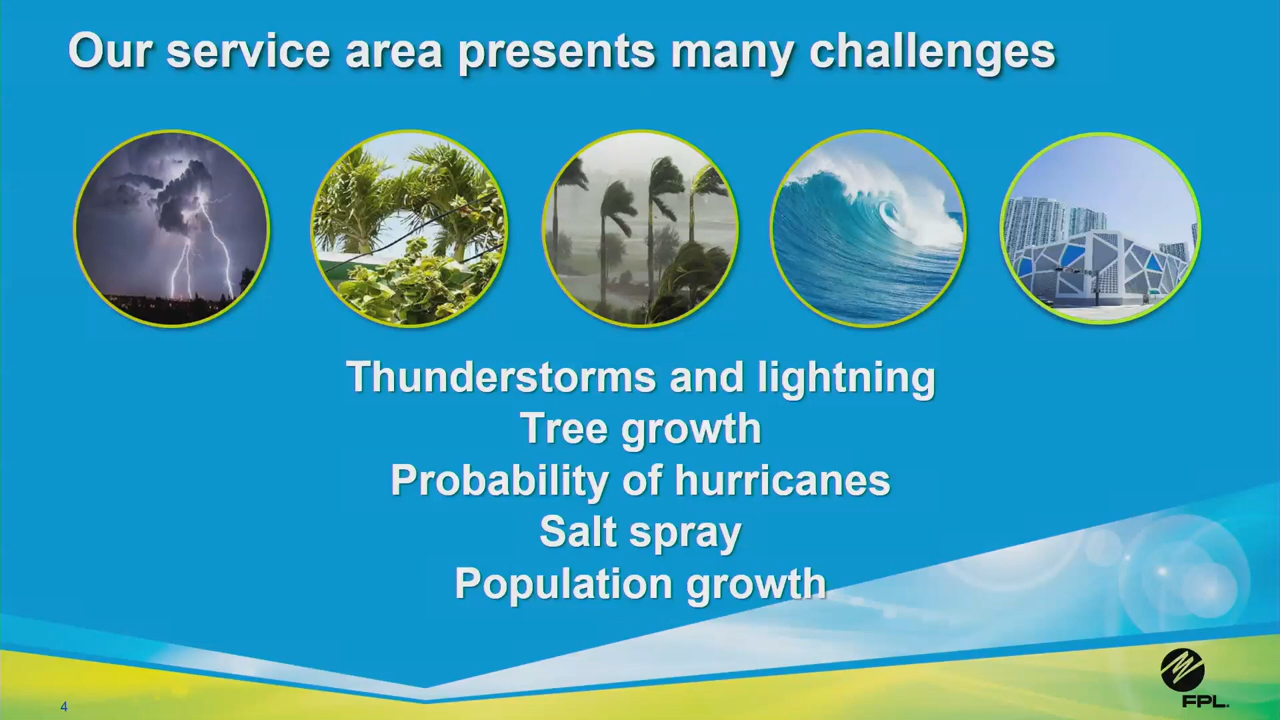 Our service area presents many challenges
Thunderstorms and lightning
Tree growth
Probability of hurricanes
Salt spray
Population growth
4
FPL.